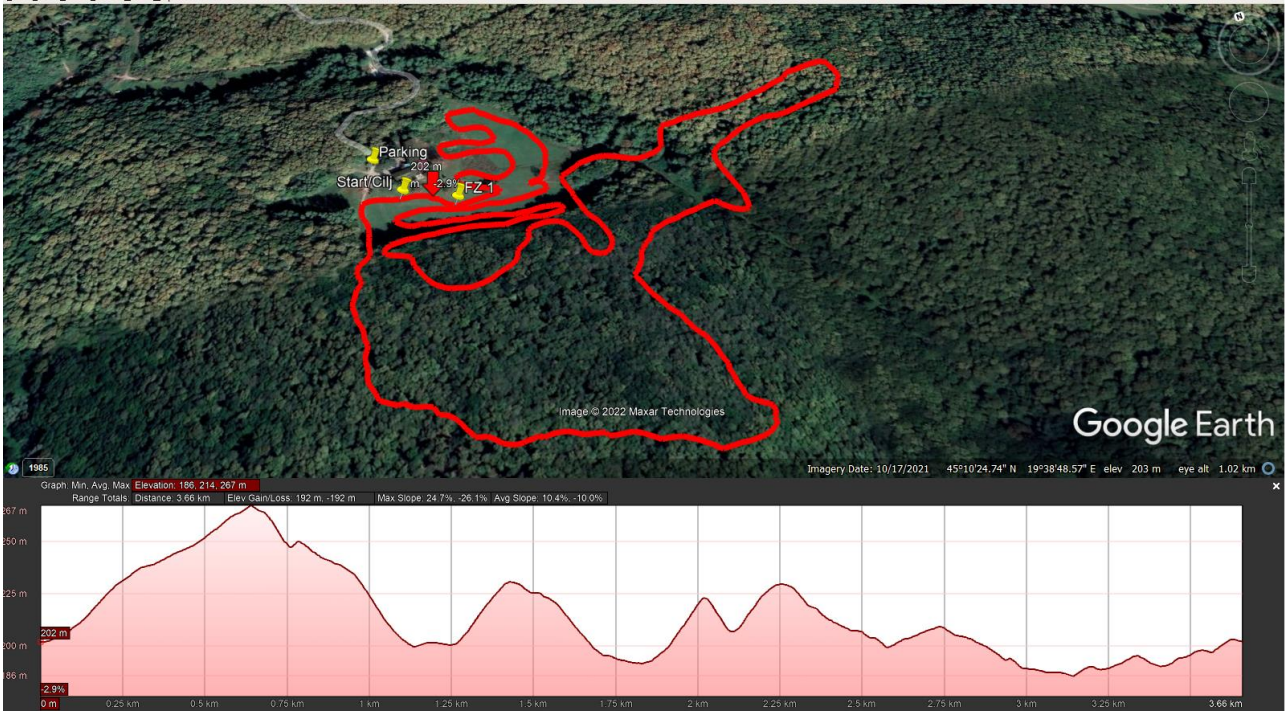 N
Parking
202 m
Start/Cilj
m -2.9%
FZ 1
Image © 2022 Maxar Technologies
Google Earth
1985
Imagery Date: 10/17/2021 45°10'24.74" N 19°38'48.57" E elev 203 m eye alt 1.02 km
Graph: Min, Avg, Max Elevation: 186, 214, 267 m
Range Totals: Distance: 3.66 km Elev Gain/Loss: 192 m, -192 m Max Slope: 24.7%, -26.1% Avg Slope: 10.4%, -10.0%
267 m
250 m
225 m
202 m
200 m
186 m
-2.9%
0 m 0.25 km 0.5 km 0.75 km 1 km 1.25 km 1.5 km 1.75 km 2 km 2.25 km 2.5 km 2.75 km 3 km 3.25 km 3.66 km